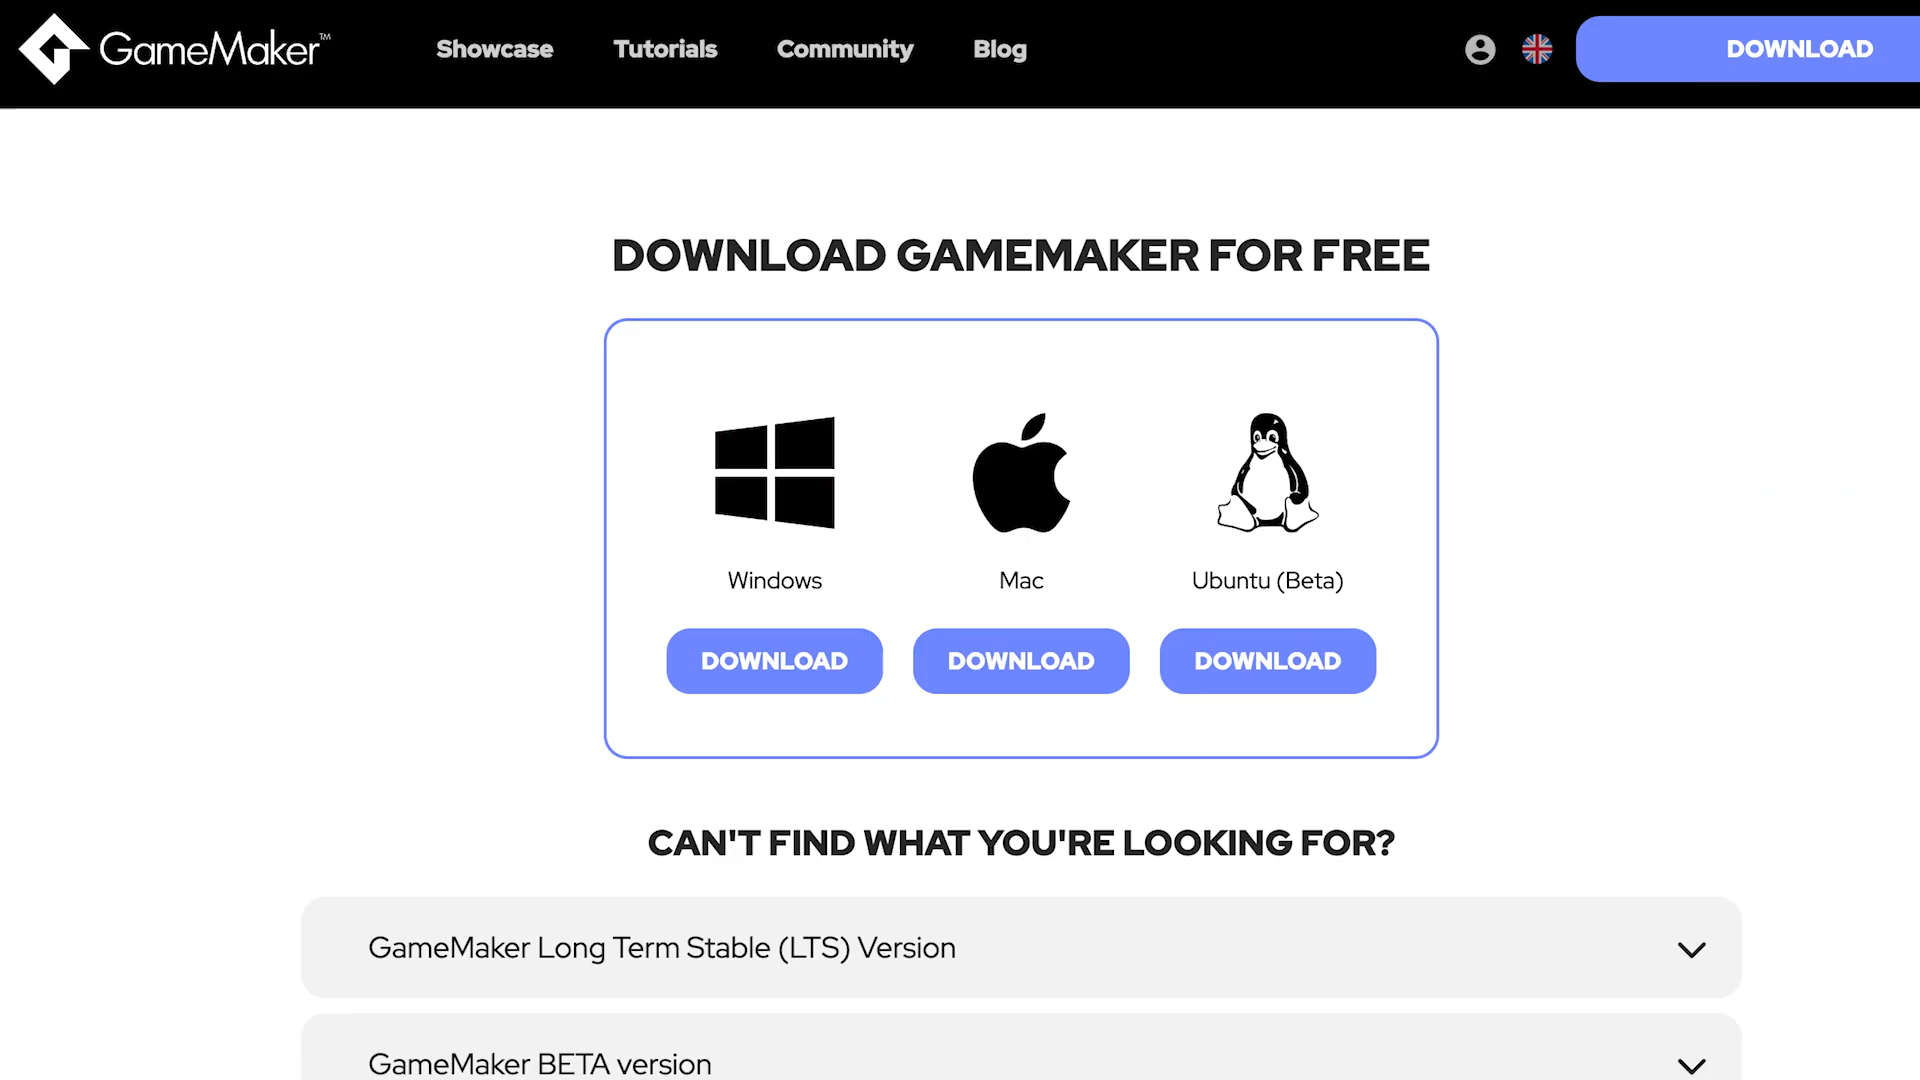 GameMaker™
Showcase
Tutorials
Community
Blog
DOWNLOAD
DOWNLOAD GAMEMAKER FOR FREE
Windows
Mac
Ubuntu (Beta)
DOWNLOAD
DOWNLOAD
DOWNLOAD
CAN'T FIND WHAT YOU'RE LOOKING FOR?
GameMaker Long Term Stable (LTS) Version
GameMaker BETA version